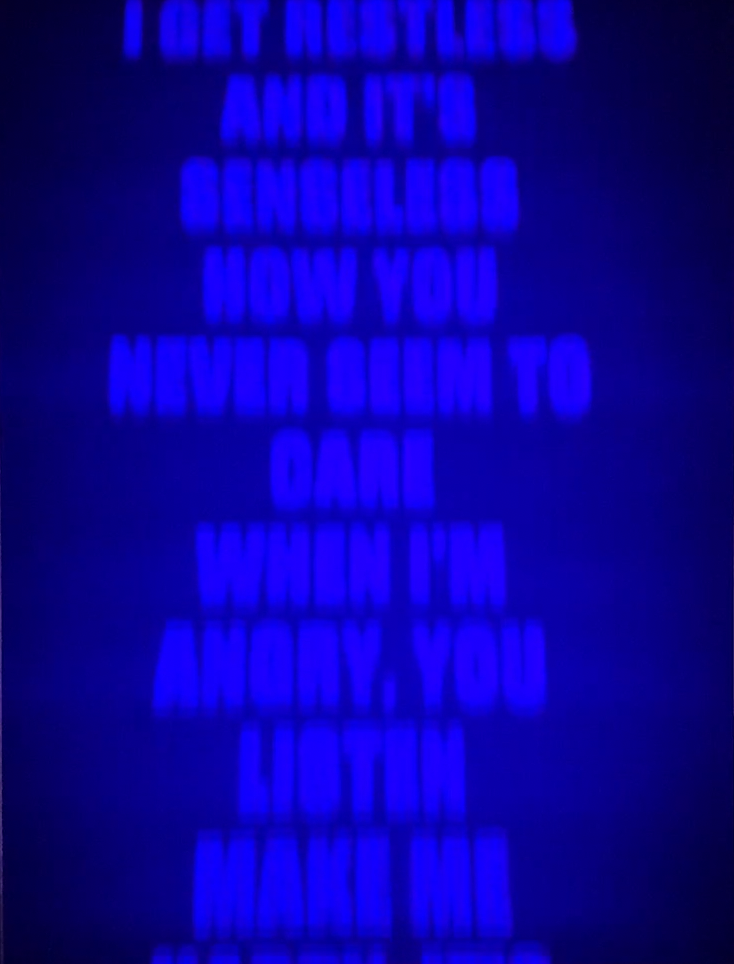 I GET RESTLESS
AND IT'S
SENSELESS
HOW YOU
NEVER SEEM TO
CARE
WHEN I'M
ANGRY, YOU
LISTEN
MAKE ME